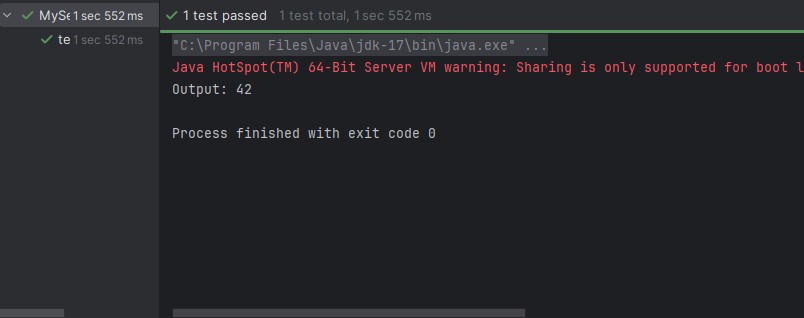 MySe 1 sec 552 ms
te 1 sec 552 ms
1 test passed 1 test total, 1 sec 552 ms
"C:\Program Files\Java\jdk-17\bin\java.exe" ...
Java HotSpot(TM) 64-Bit Server VM warning: Sharing is only supported for boot l
Output: 42
Process finished with exit code 0